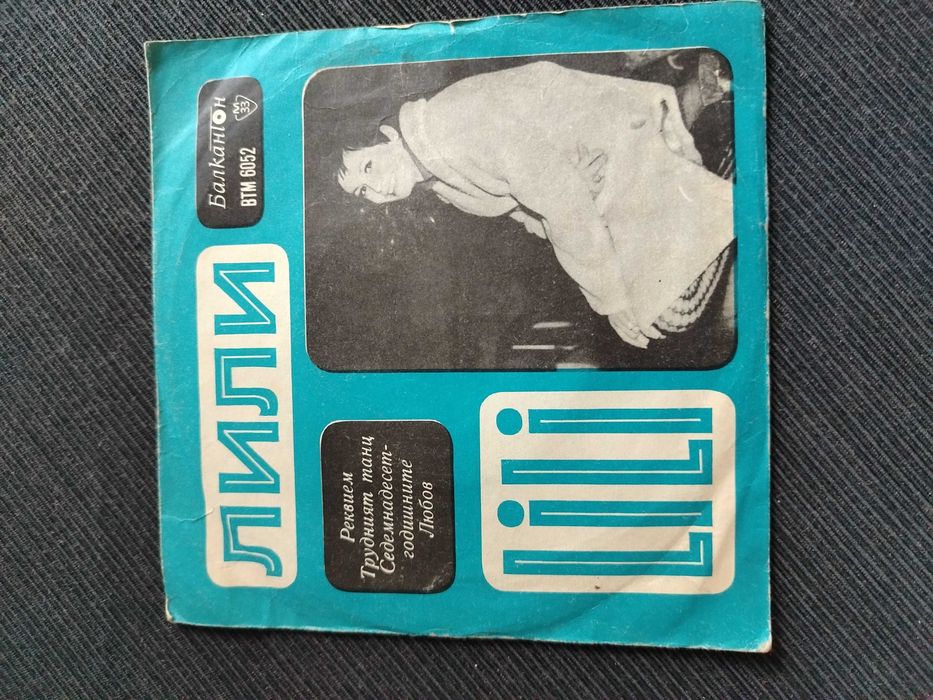 ЛИЛИ
Балкантон
М
33
ВТМ 6052
Реквием
Трудният танц
Седемнадесет-
годишните
Любов
LiLi